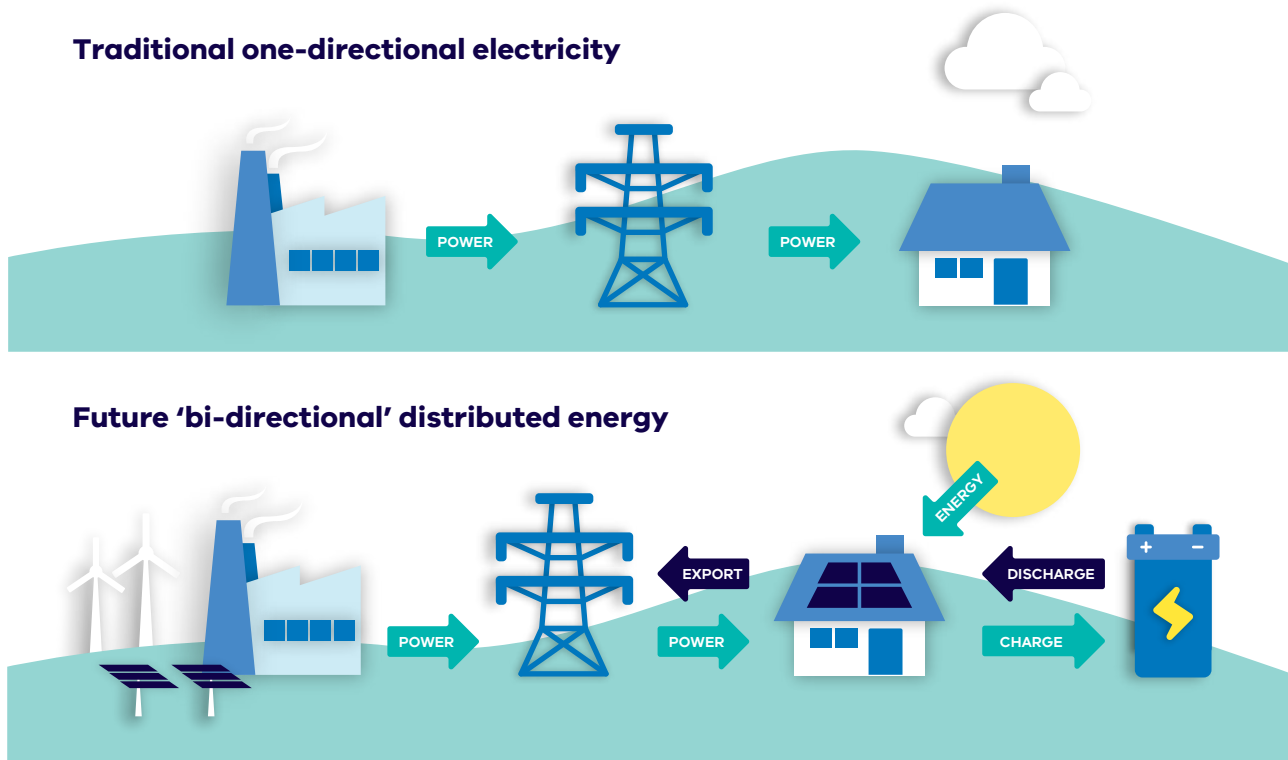 Traditional one-directional electricity
POWER
POWER
Future ‘bi-directional’ distributed energy
ENERGY
EXPORT
DISCHARGE
POWER
POWER
CHARGE
+ −